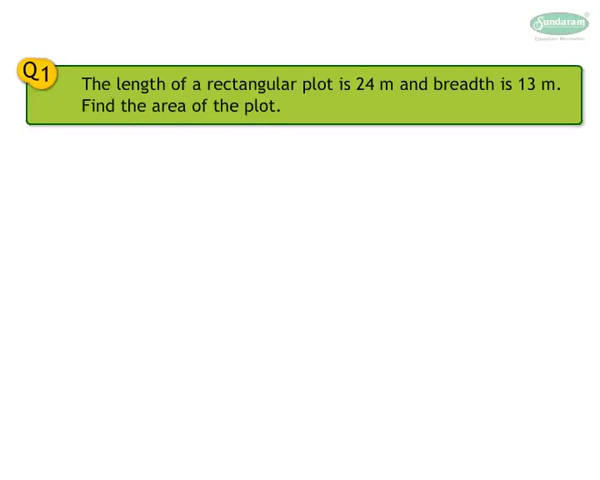 Sundaram
Q1
The length of a rectangular plot is 24 m and breadth is 13 m.
Find the area of the plot.